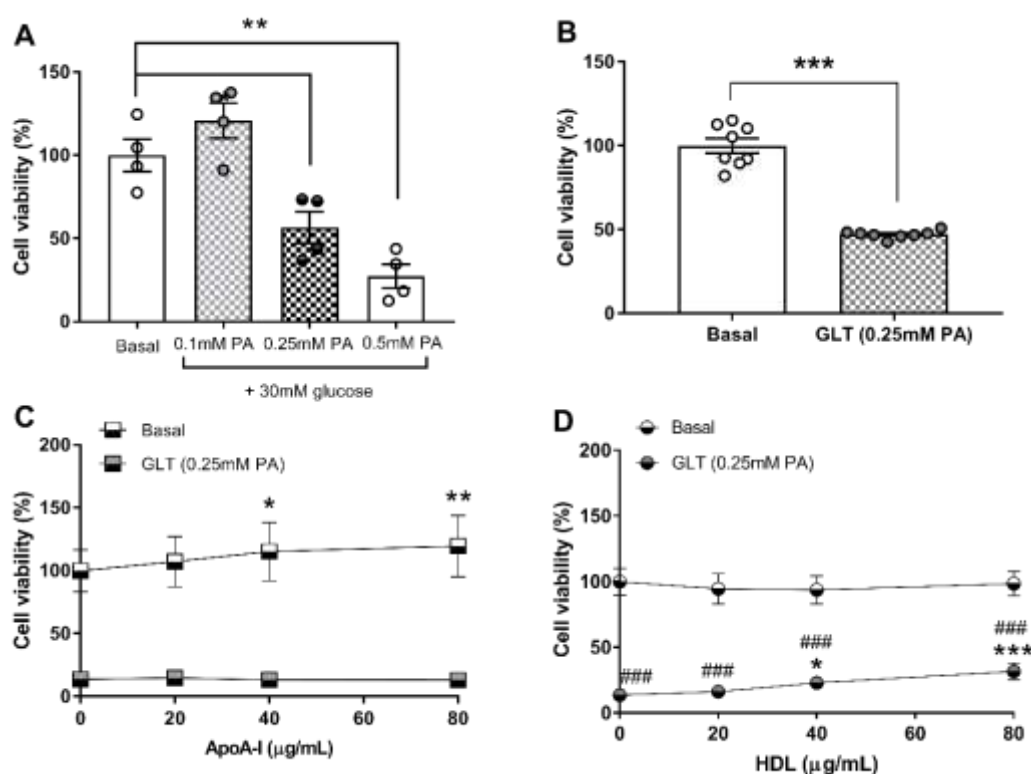 A
**
Cell viability (%)
150
100
50
0
Basal
0.1mM PA
0.25mM PA
0.5mM PA
+ 30mM glucose
B
***
Cell viability (%)
150
100
50
0
Basal
GLT (0.25mM PA)
C
Basal
GLT (0.25mM PA)
Cell viability (%)
200
150
100
50
0
*
**
0
20
40
60
80
ApoA-I (µg/mL)
D
Basal
GLT (0.25mM PA)
Cell viability (%)
200
150
100
50
0
###
###
###
*
###
***
0
20
40
60
80
HDL (µg/mL)